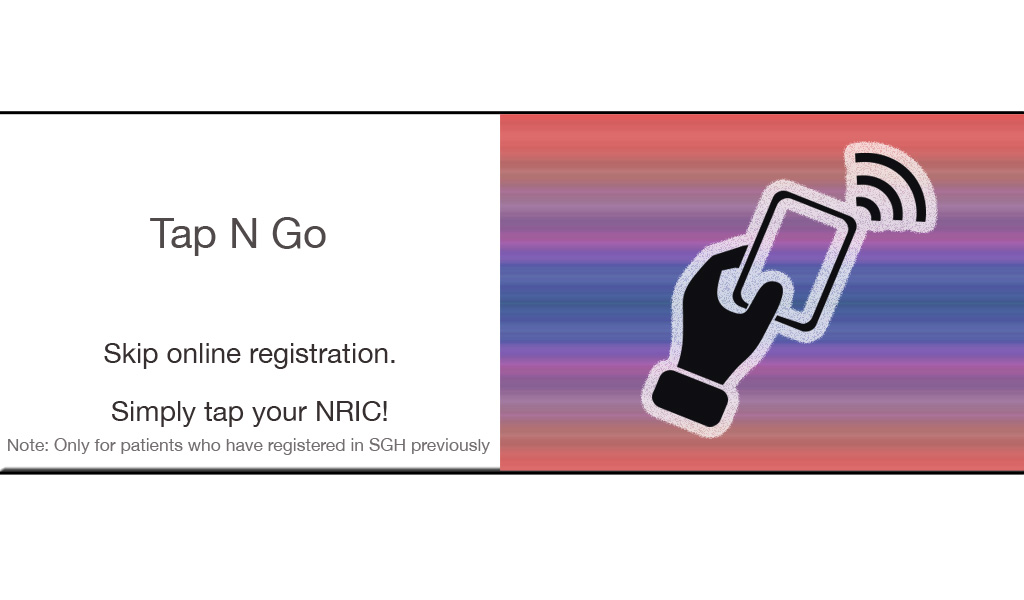 Tap N Go
Skip online registration.
Simply tap your NRIC!
Note: Only for patients who have registered in SGH previously